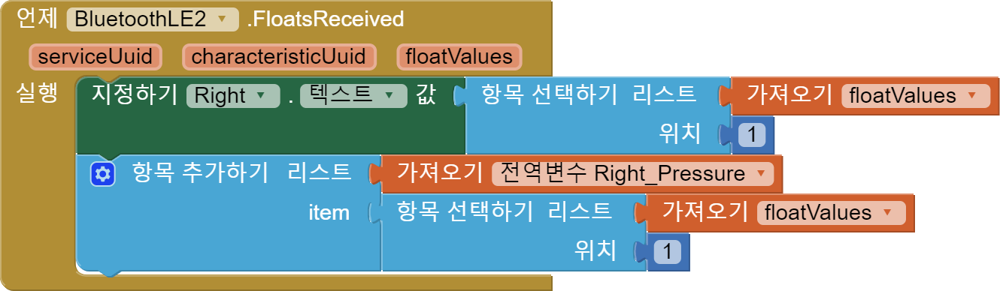 언제 BluetoothLE2 .FloatsReceived
serviceUuid characteristicUuid floatValues
실행 지정하기 Right . 텍스트 값 항목 선택하기 리스트 가져오기 floatValues
위치 1
항목 추가하기 리스트 가져오기 전역변수 Right_Pressure
item 항목 선택하기 리스트 가져오기 floatValues
위치 1